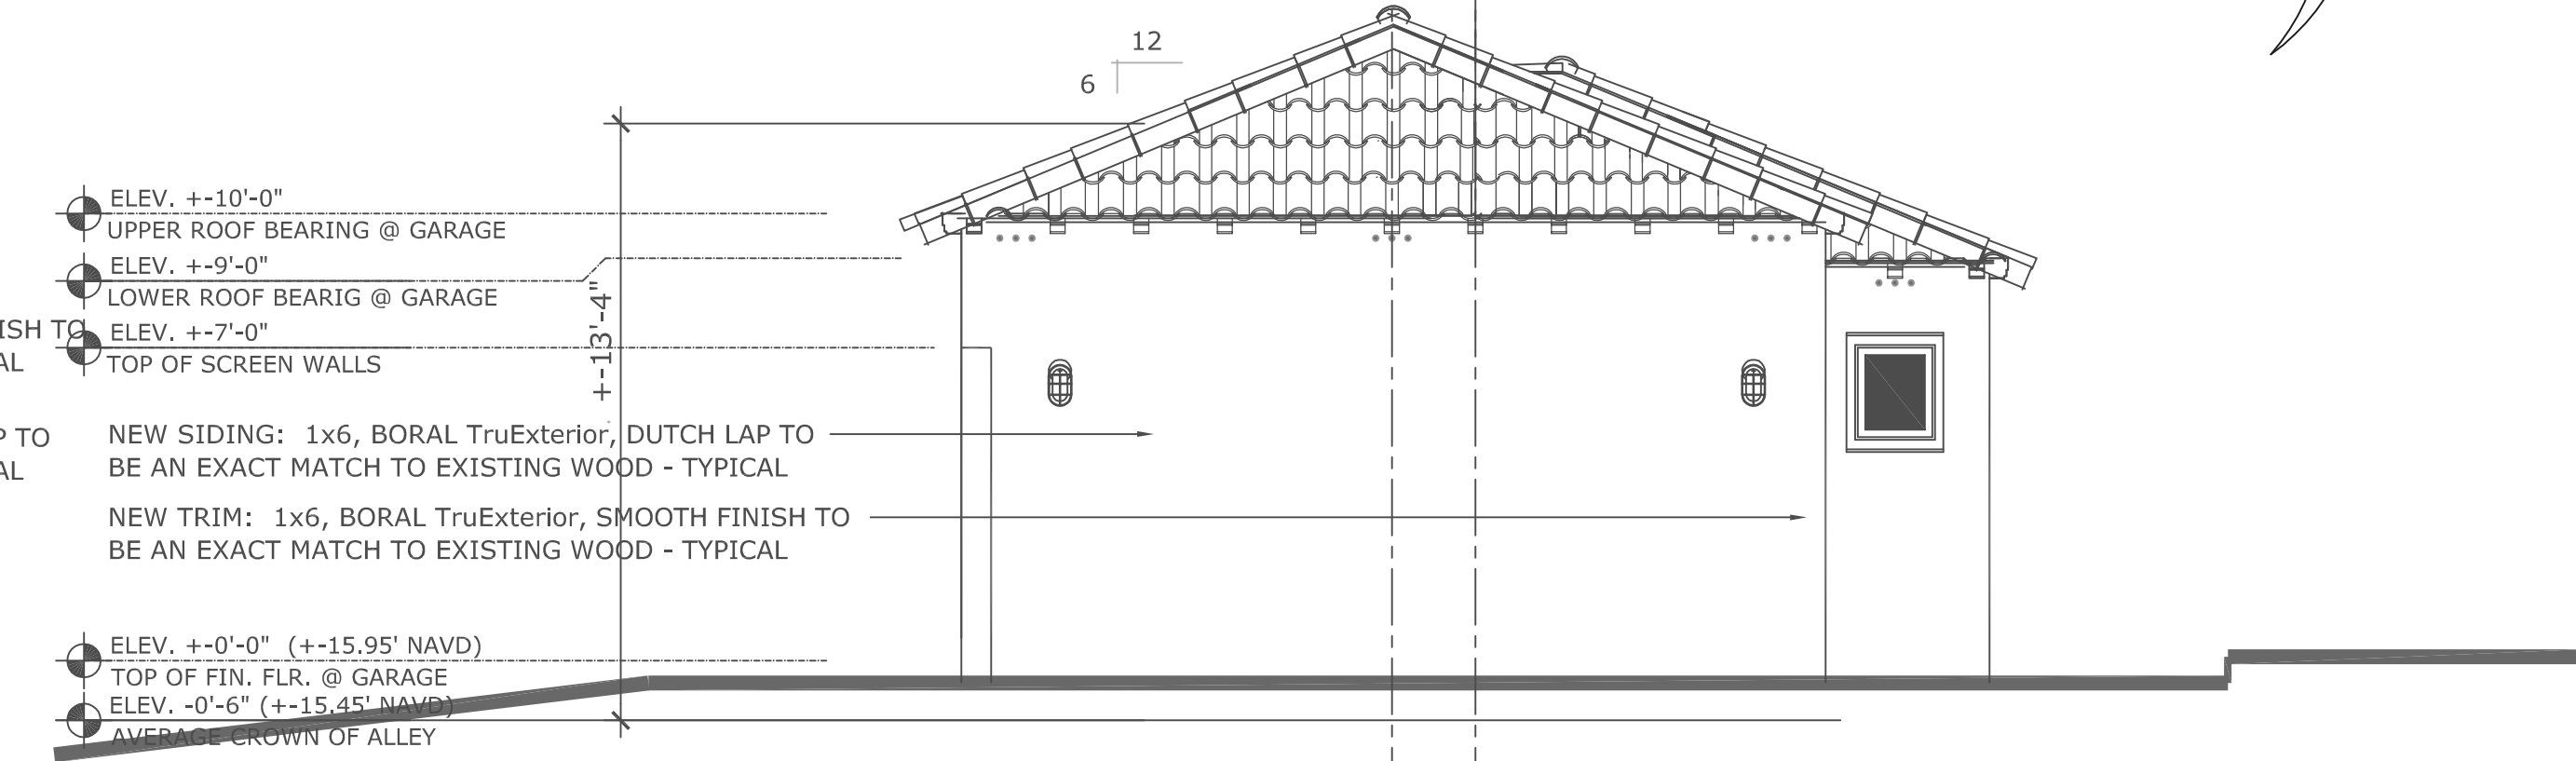 12
6
ELEV. +-10'-0"
UPPER ROOF BEARING @ GARAGE
ELEV. +-9'-0"
LOWER ROOF BEARIG @ GARAGE
ISH TO
AL
ELEV. +-7'-0"
TOP OF SCREEN WALLS
+-13'-4"
P TO
AL
NEW SIDING: 1x6, BORAL TruExterior, DUTCH LAP TO
BE AN EXACT MATCH TO EXISTING WOOD - TYPICAL
NEW TRIM: 1x6, BORAL TruExterior, SMOOTH FINISH TO
BE AN EXACT MATCH TO EXISTING WOOD - TYPICAL
ELEV. +-0'-0" (+-15.95' NAVD)
TOP OF FIN. FLR. @ GARAGE
ELEV. -0'-6" (+-15.45' NAVD)
AVERAGE CROWN OF ALLEY